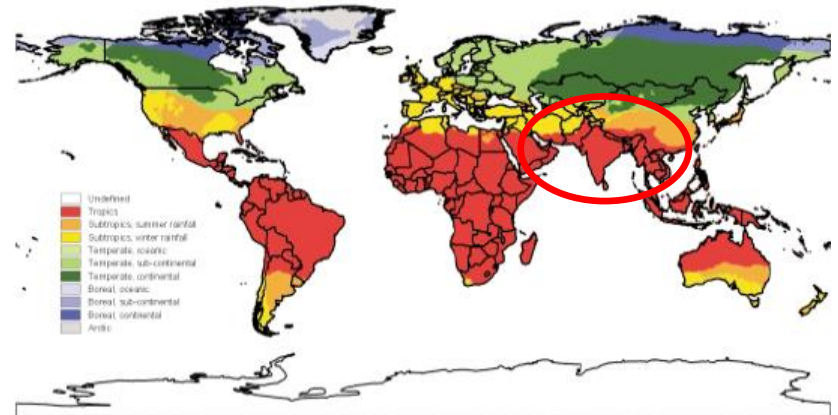 Undefined
Tropics
Subtropics, summer rainfall
Subtropics, winter rainfall
Temperate, oceanic
Temperate, sub-continental
Temperate, continental
Boreal, oceanic
Boreal, sub-continental
Boreal, continental
Arctic